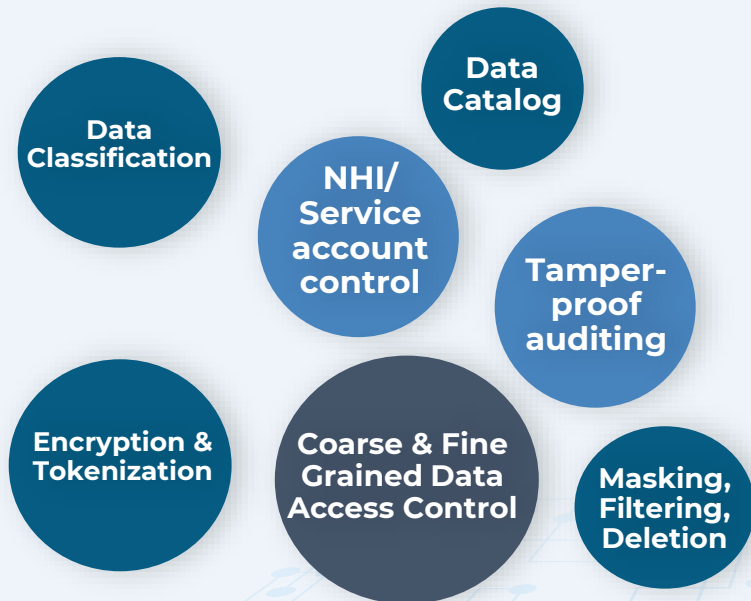 Data
Catalog
Data
Classification
NHI/
Service
account
control
Tamper-
proof
auditing
Encryption &
Tokenization
Coarse & Fine
Grained Data
Access Control
Masking,
Filtering,
Deletion